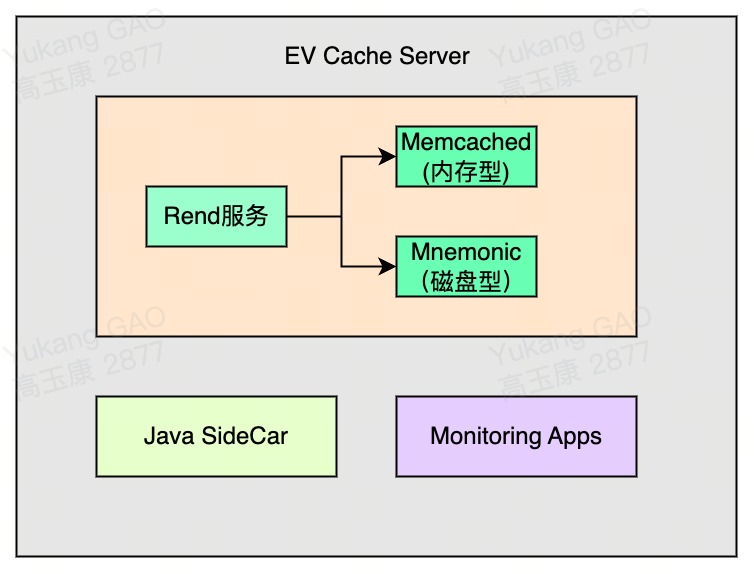 EV Cache Server
Memcached
(内存型)
Rend服务
Mnemonic
（磁盘型）
Java SideCar
Monitoring Apps
Yukang GAO
高玉康 2877
Yukang GAO
高玉康 2877
Yukang GAO
高玉康 2877
Yukang GAO
高玉康 2877